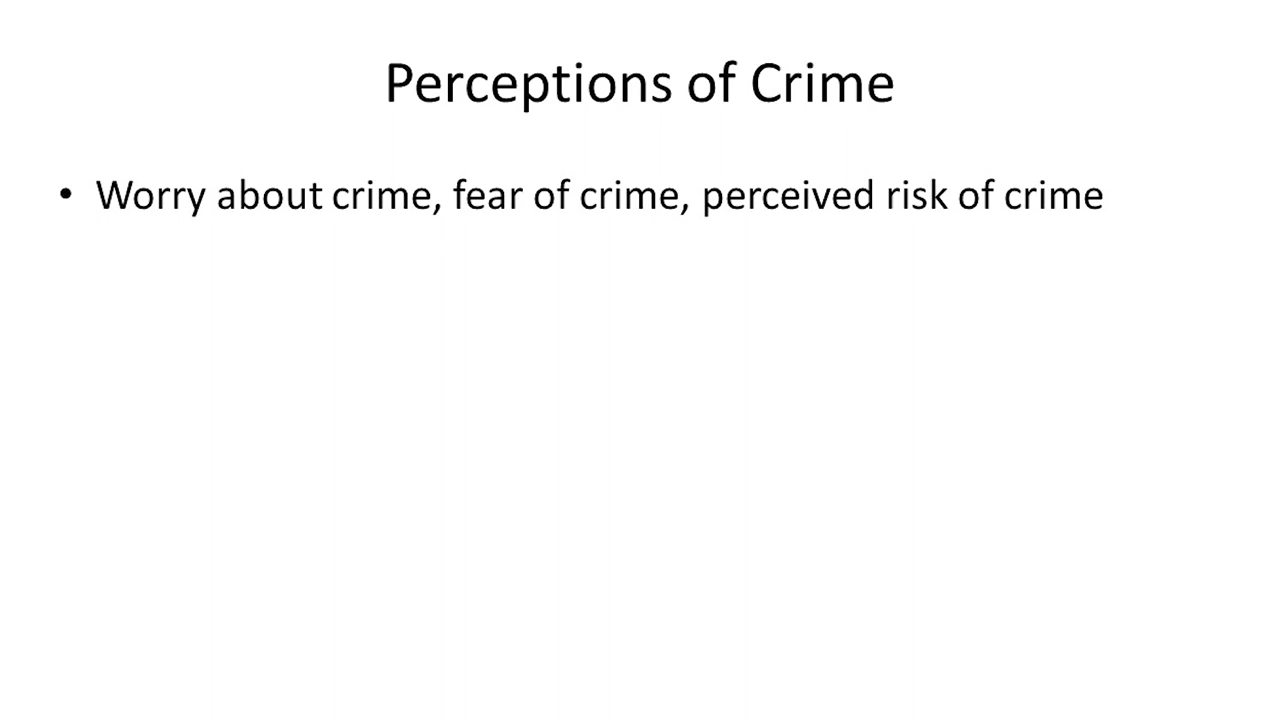 Perceptions of Crime
• Worry about crime, fear of crime, perceived risk of crime